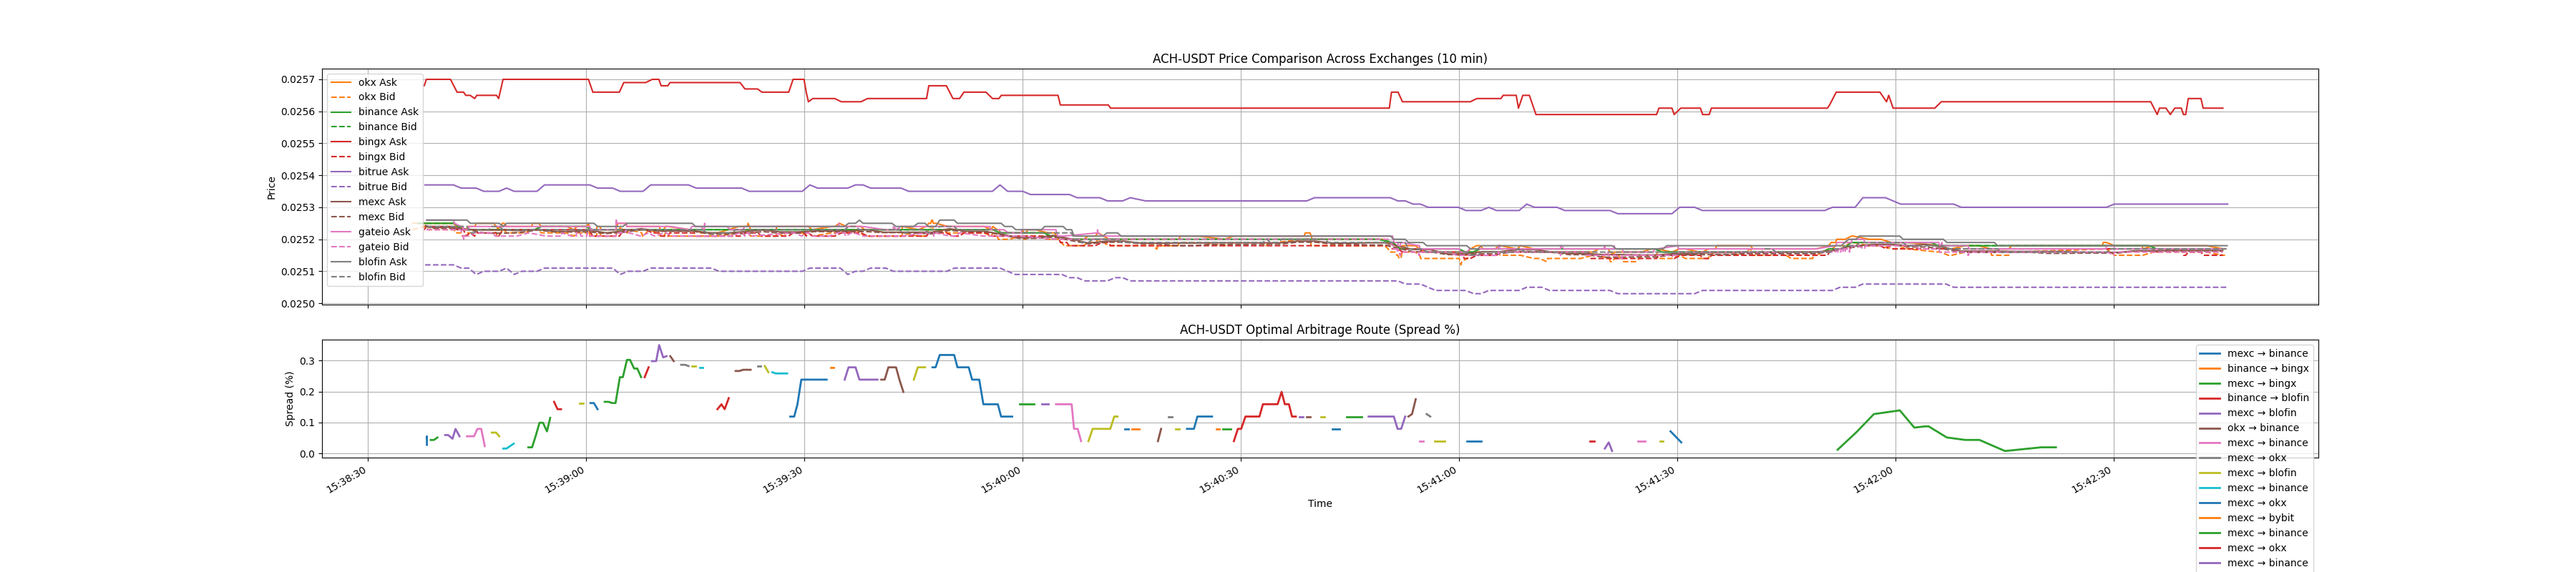 ACH-USDT Price Comparison Across Exchanges (10 min)
0.0257
0.0256
0.0255
0.0254
0.0253
0.0252
0.0251
0.0250
Price
okx Ask
okx Bid
binance Ask
binance Bid
bingx Ask
bingx Bid
bitrue Ask
bitrue Bid
mexc Ask
mexc Bid
gateio Ask
gateio Bid
blofin Ask
blofin Bid
ACH-USDT Optimal Arbitrage Route (Spread %)
0.3
0.2
0.1
0.0
Spread (%)
mexc → binance
binance → bingx
mexc → bingx
binance → blofin
mexc → blofin
okx → binance
mexc → binance
mexc → okx
mexc → blofin
mexc → binance
mexc → okx
mexc → bybit
mexc → binance
mexc → okx
mexc → binance
15:38:30
15:39:00
15:39:30
15:40:00
15:40:30
15:41:00
15:41:30
15:42:00
15:42:30
Time